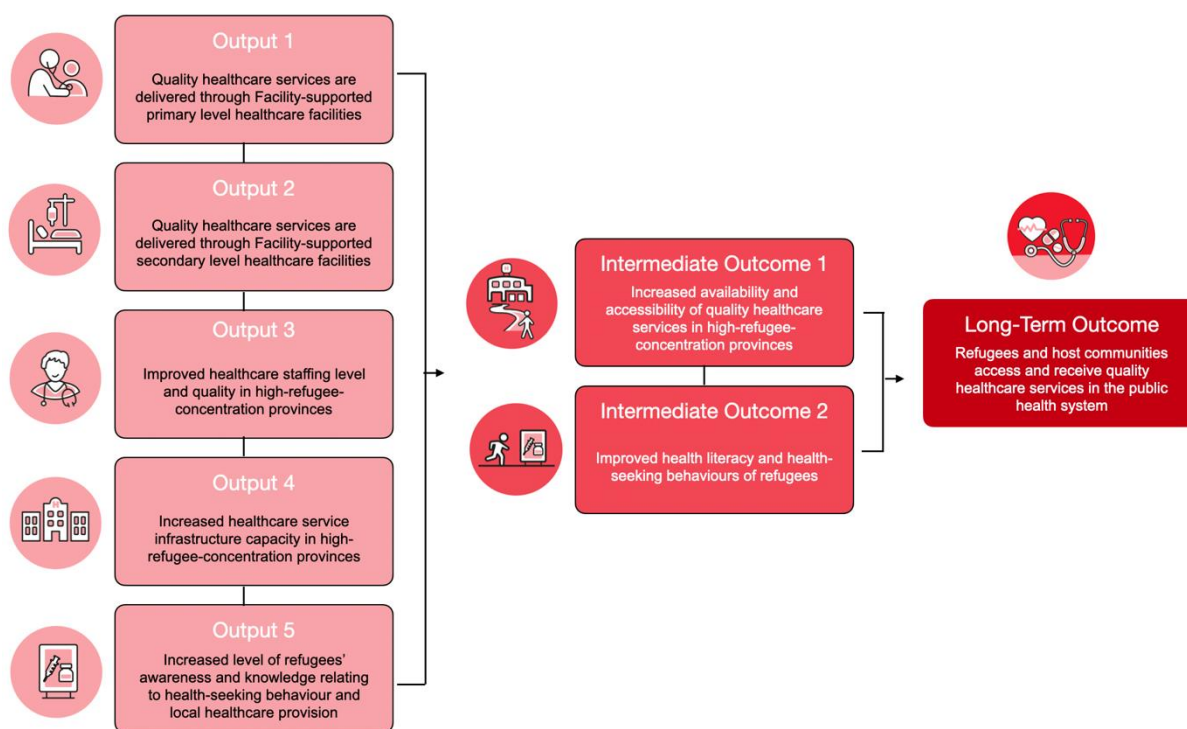 Output 1
Quality healthcare services are
delivered through Facility-supported
primary level healthcare facilities
Output 2
Quality healthcare services are
delivered through Facility-supported
secondary level healthcare facilities
Output 3
Improved healthcare staffing level
and quality in high-refugee-
concentration provinces
Output 4
Increased healthcare service
infrastructure capacity in high-
refugee-concentration provinces
Output 5
Increased level of refugees'
awareness and knowledge relating
to health-seeking behaviour and
local healthcare provision
Intermediate Outcome 1
Increased availability and
accessibility of quality healthcare
services in high-refugee-
concentration provinces
Intermediate Outcome 2
Improved health literacy and health-
seeking behaviours of refugees
Long-Term Outcome
Refugees and host communities
access and receive quality
healthcare services in the public
health system